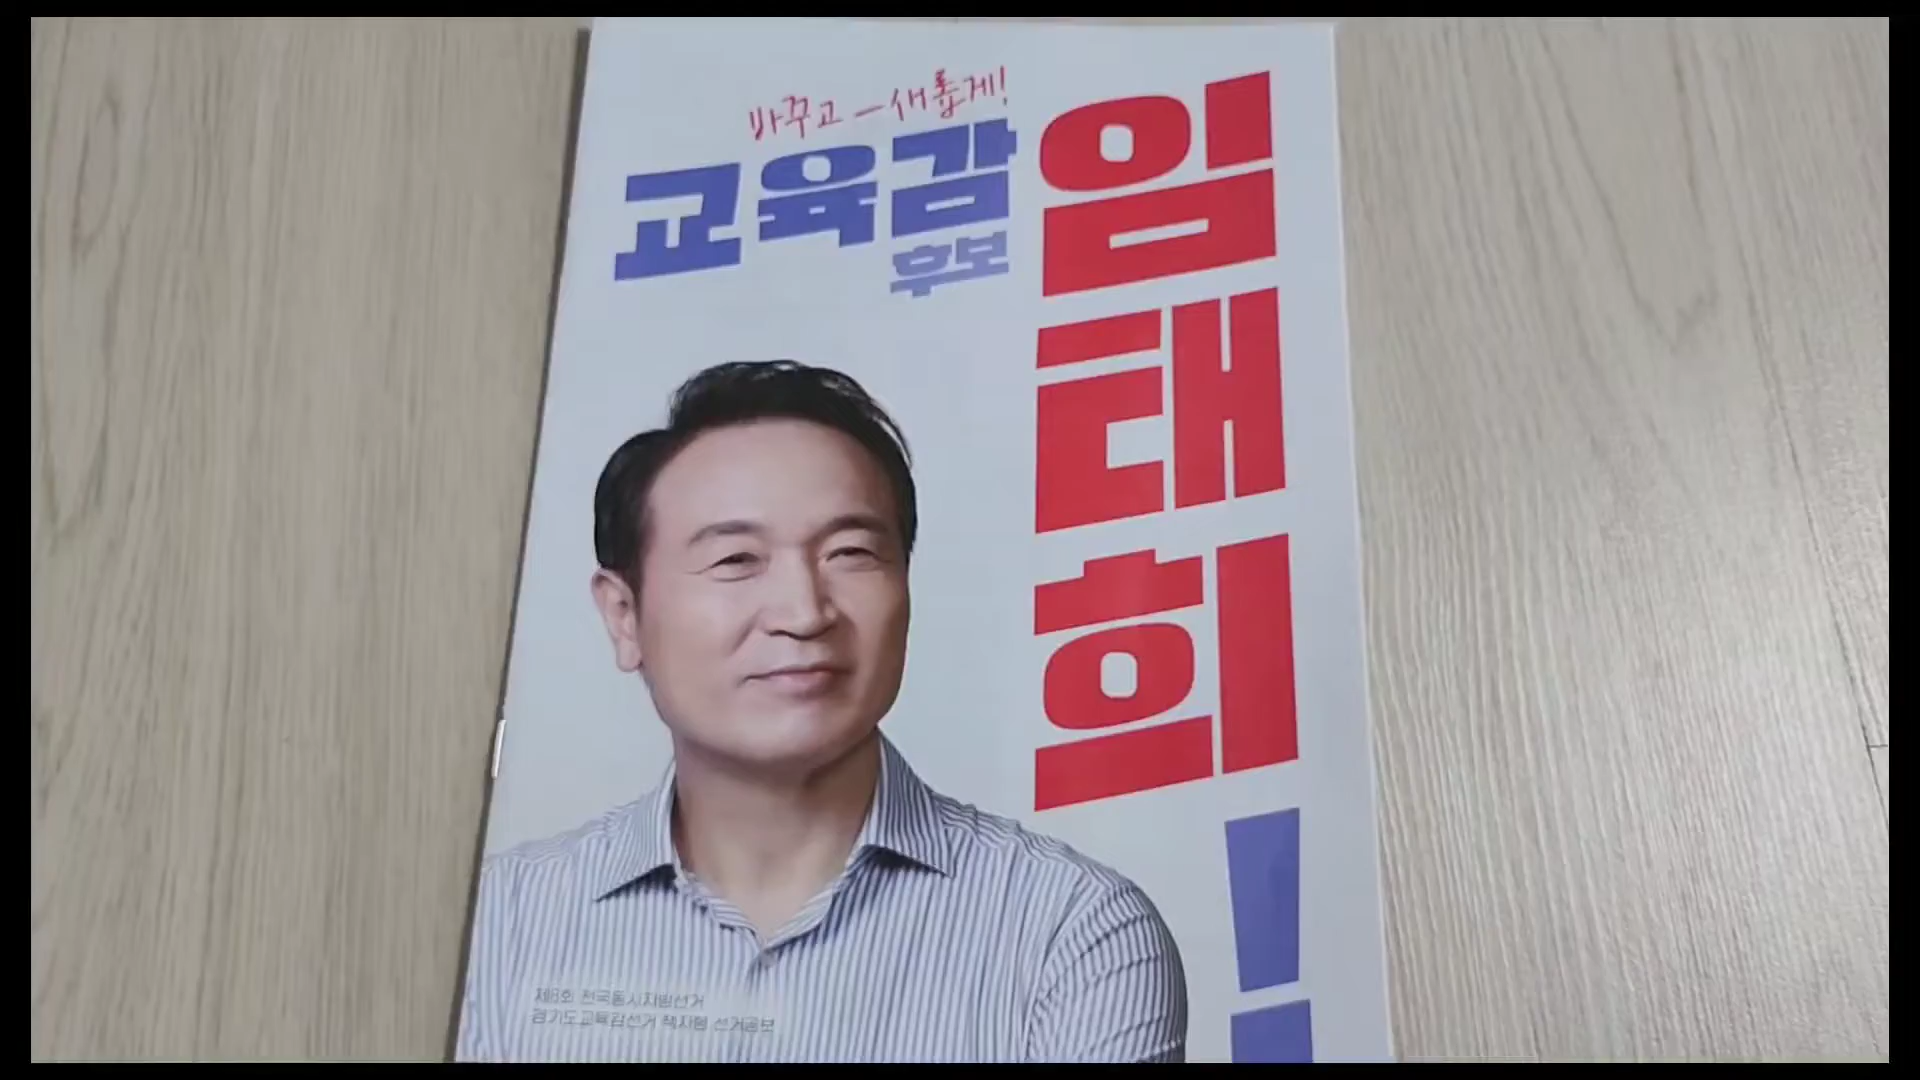 바꾸고 - 새롭게!
교육감
후보
임태희!
제8회 전국동시지방선거
경기도교육감선거 책자형 선거공보